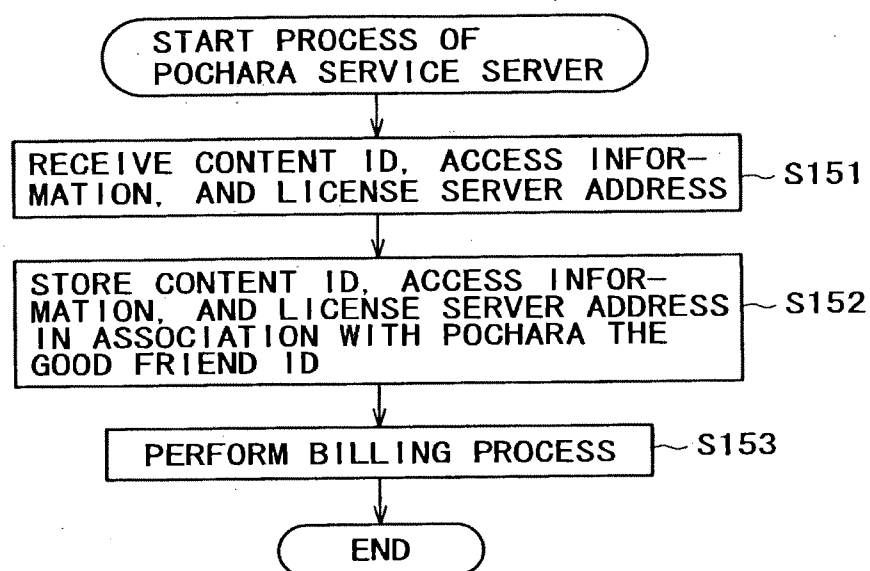 START PROCESS OF
POCHARA SERVICE SERVER
RECEIVE CONTENT ID, ACCESS INFOR-
MATION, AND LICENSE SERVER ADDRESS
S151
STORE CONTENT ID, ACCESS INFOR-
MATION, AND LICENSE SERVER ADDRESS
IN ASSOCIATION WITH POCHARA THE
GOOD FRIEND ID
S152
PERFORM BILLING PROCESS
S153
END